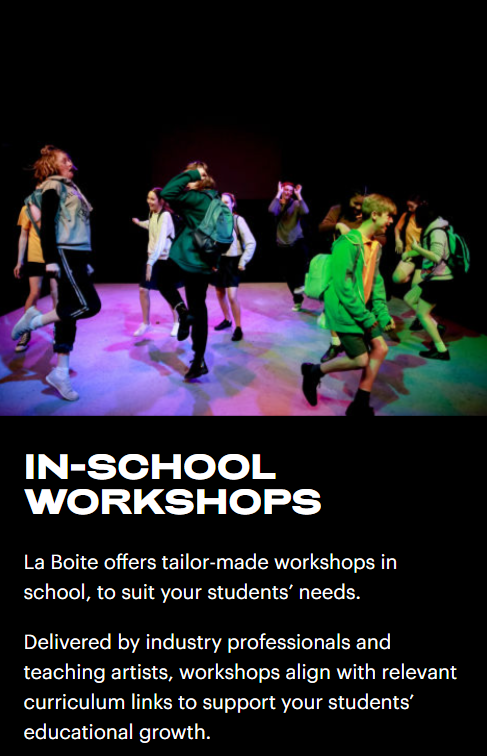 IN-SCHOOL
WORKSHOPS
La Boite offers tailor-made workshops in
school, to suit your students’ needs.
Delivered by industry professionals and
teaching artists, workshops align with relevant
curriculum links to support your students’
educational growth.